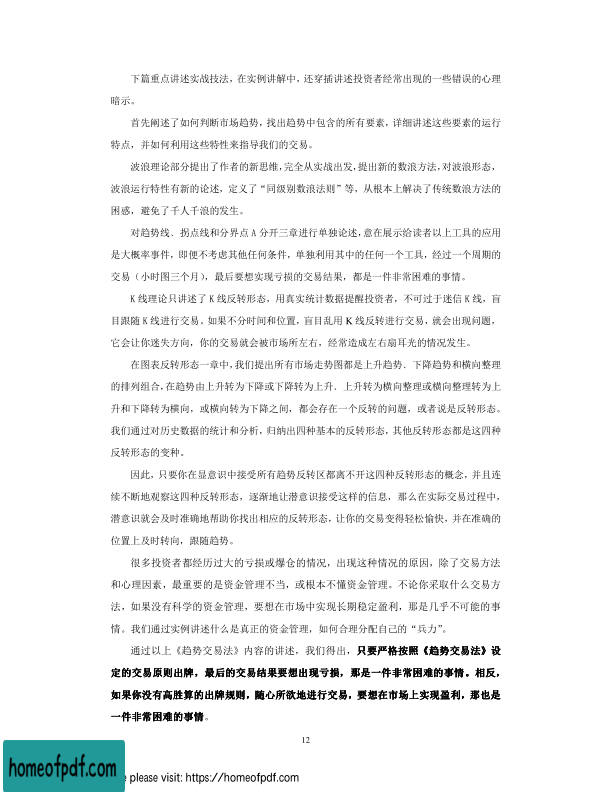 下篇重点讲述实战技法，在实例讲解中，还穿插讲述投资者经常出现的一些错误的心理
暗示。
首先阐述了如何判断市场趋势，找出趋势中包含的所有要素，详细讲述这些要素的运行
特点，并如何利用这些特性来指导我们的交易。
波浪理论部分提出了作者的新思维，完全从实战出发，提出新的数浪方法，对波浪形态，
波浪运行特性有新的论述，定义了“同级别数浪法则”等，从根本上解决了传统数浪方法的
困惑，避免了千人千浪的发生。
对趋势线．拐点线和分界点 A 分开三章进行单独论述，意在展示给读者以上工具的应用
是大概率事件，即便不考虑其他任何条件，单独利用其中的任何一个工具，经过一个周期的
交易（小时图三个月），最后要想实现亏损的交易结果，都是一件非常困难的事情。
K 线理论只讲述了 K 线反转形态，用真实统计数据提醒投资者，不可过于迷信 K 线，盲
目跟随 K 线进行交易。如果不分时间和位置，盲目乱用 K 线反转进行交易，就会出现问题，
它会让你迷失方向，你的交易就会被市场所左右，经常造成左右扇耳光的情况发生。
在图表反转形态一章中，我们提出所有市场走势图都是上升趋势．下降趋势和横向整理
的排列组合，在趋势由上升转为下降或下降转为上升．上升转为横向整理或横向整理转为上
升和下降转为横向，或横向转为下降之间，都会存在一个反转的问题，或者说是反转形态。
我们通过对历史数据的统计和分析，归纳出四种基本的反转形态，其他反转形态都是这四种
反转形态的变种。
因此，只要你在显意识中接受所有趋势反转区都离不开这四种反转形态的概念，并且连
续不断地观察这四种反转形态，逐渐地让潜意识接受这样的信息，那么在实际交易过程中，
潜意识就会及时准确地帮助你找出相应的反转形态，让你的交易变得轻松愉快，并在准确的
位置上及时转向，跟随趋势。
很多投资者都经历过大的亏损或爆仓的情况，出现这种情况的原因，除了交易方法
和心理因素，最重要的是资金管理不当，或根本不懂资金管理。不论你采取什么交易方
法，如果没有科学的资金管理，要想在市场中实现长期稳定盈利，那是几乎不可能的事
情。我们通过实例讲述什么是真正的资金管理，如何合理分配自己的“兵力”。
通过以上《趋势交易法》内容的讲述，我们得出，只要严格按照《趋势交易法》设
定的交易原则出牌，最后的交易结果要想出现亏损，那是一件非常困难的事情。相反，
如果你没有高胜算的出牌规则，随心所欲地进行交易，要想在市场上实现盈利，那也是
一件非常困难的事情。
12
homeofpdf.com
please visit: https://homeofpdf.com